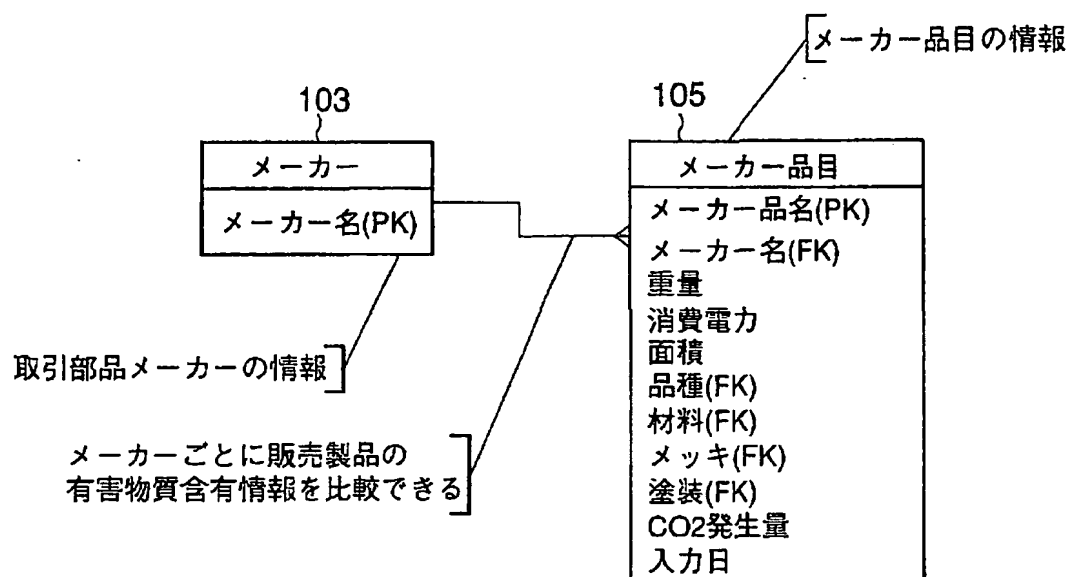 メーカー品目の情報
103
メーカー
メーカー名(PK)
105
メーカー品目
メーカー品名(PK)
メーカー名(FK)
重量
消費電力
面積
品種(FK)
材料(FK)
メッキ(FK)
塗装(FK)
CO2発生量
入力日
取引部品メーカーの情報
メーカーごとに販売製品の
有害物質含有情報を比較できる